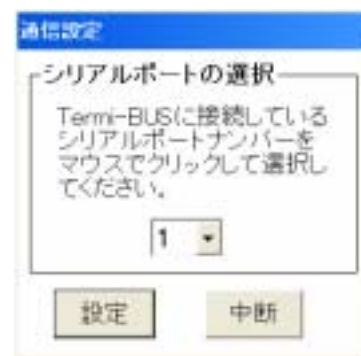 通信設定
シリアルポートの選択
Termi-BUSに接続している
シリアルポートナンバーを
マウスでクリックして選択し
てください。
1
設定 中断